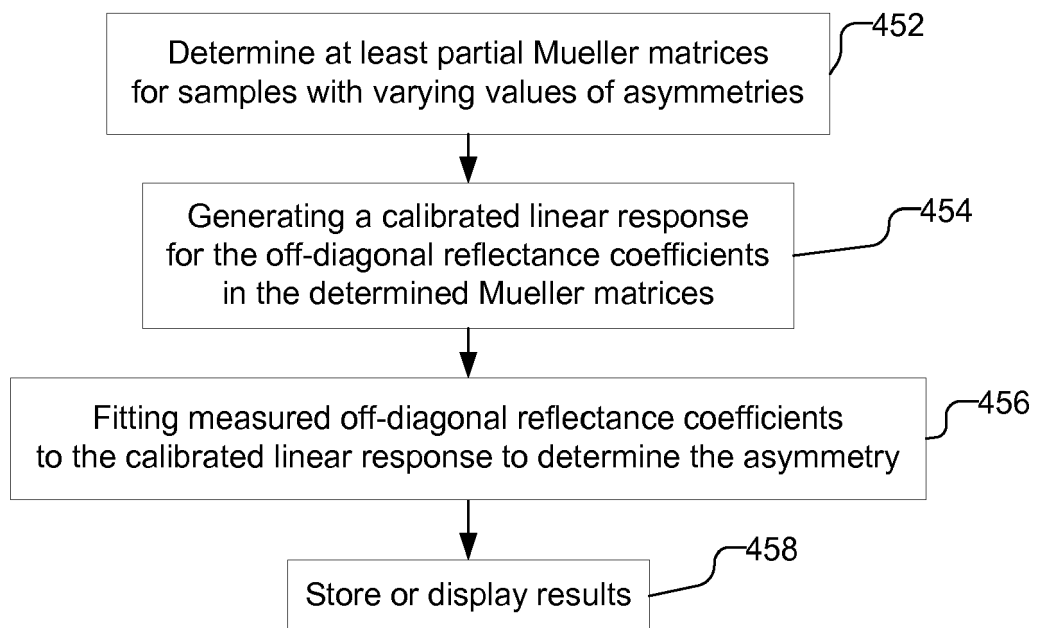 Determine at least partial Mueller matrices
for samples with varying values of asymmetries
452
Generating a calibrated linear response
for the off-diagonal reflectance coefficients
in the determined Mueller matrices
454
Fitting measured off-diagonal reflectance coefficients
to the calibrated linear response to determine the asymmetry
456
Store or display results
458